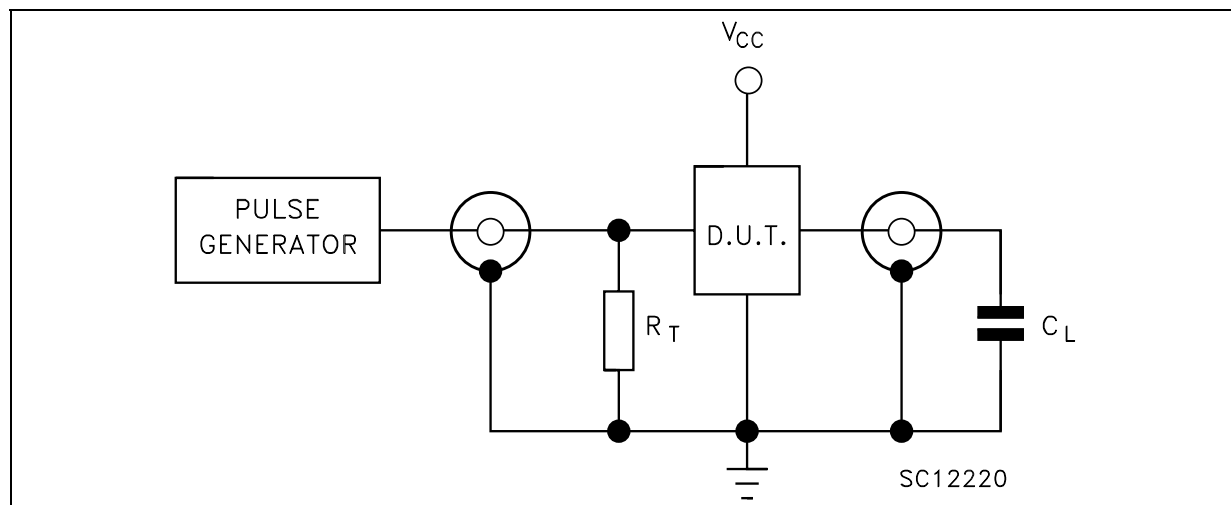 VCC
PULSE
GENERATOR
D.U.T.
RT
CL
SC12220